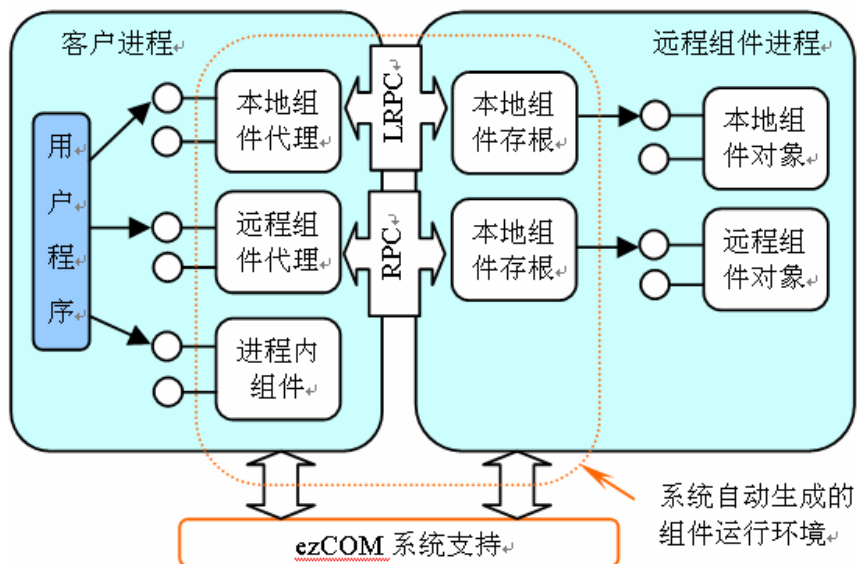 客户进程
远程组件进程
用
户
程
序
本地组
件代理
LRPC
本地组
件存根
本地组
件对象
远程组
件代理
RPC
本地组
件存根
远程组
件对象
进程内
组件
系统自动生成的
组件运行环境
ezCOM 系统支持